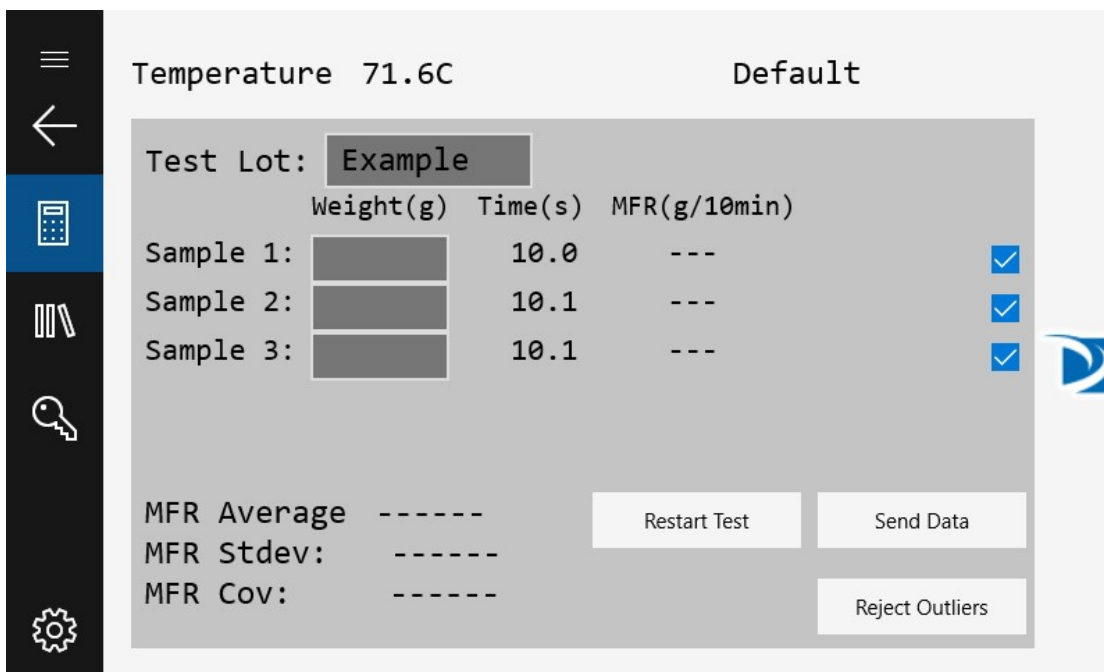 Temperature 71.6C Default
Test Lot: Example
Weight(g) Time(s) MFR(g/10min)
Sample 1: 10.0 ---
Sample 2: 10.1 ---
Sample 3: 10.1 ---
MFR Average ------
Restart Test Send Data
MFR Stdev: ------
MFR Cov: ------
Reject Outliers